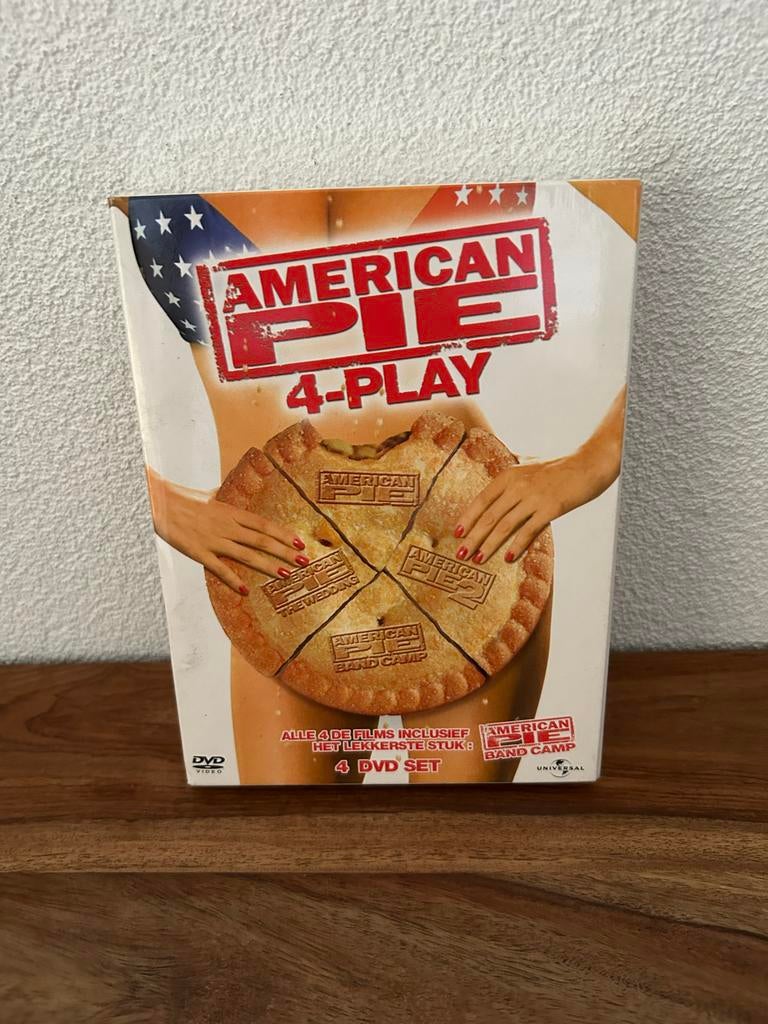 AMERICAN
PIE
4-PLAY
AMERICAN
PIE
AMERICAN
PIE
THE WEDDING
AMERICAN
PIE 2
AMERICAN
PIE
BAND CAMP
ALLE 4 DE FILMS INCLUSIEF
HET LEKKERSTE STUK :
AMERICAN
PIE
BAND CAMP
4 DVD SET
DVD
VIDEO
UNIVERSAL